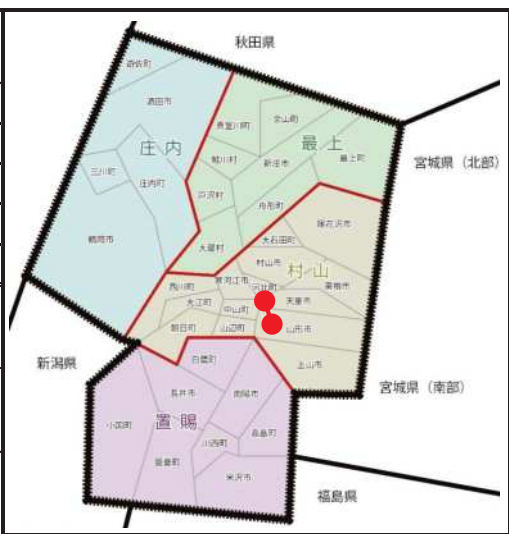 秋田県
遊佐町
酒田市
金山町
真室川町
庄内
最上
鮭川村
新庄市
最上町
宮城県（北部）
三川町
庄内町
戸沢村
舟形町
鶴岡市
尾花沢市
大石田町
大蔵村
村山市
村山
西川町
寒河江市
河北町
東根市
大江町
中山町
天童市
朝日町
山辺町
山形市
新潟県
白鷹町
上山市
宮城県（南部）
長井市
南陽市
置賜
小国町
高畠町
川西町
飯豊町
米沢市
福島県